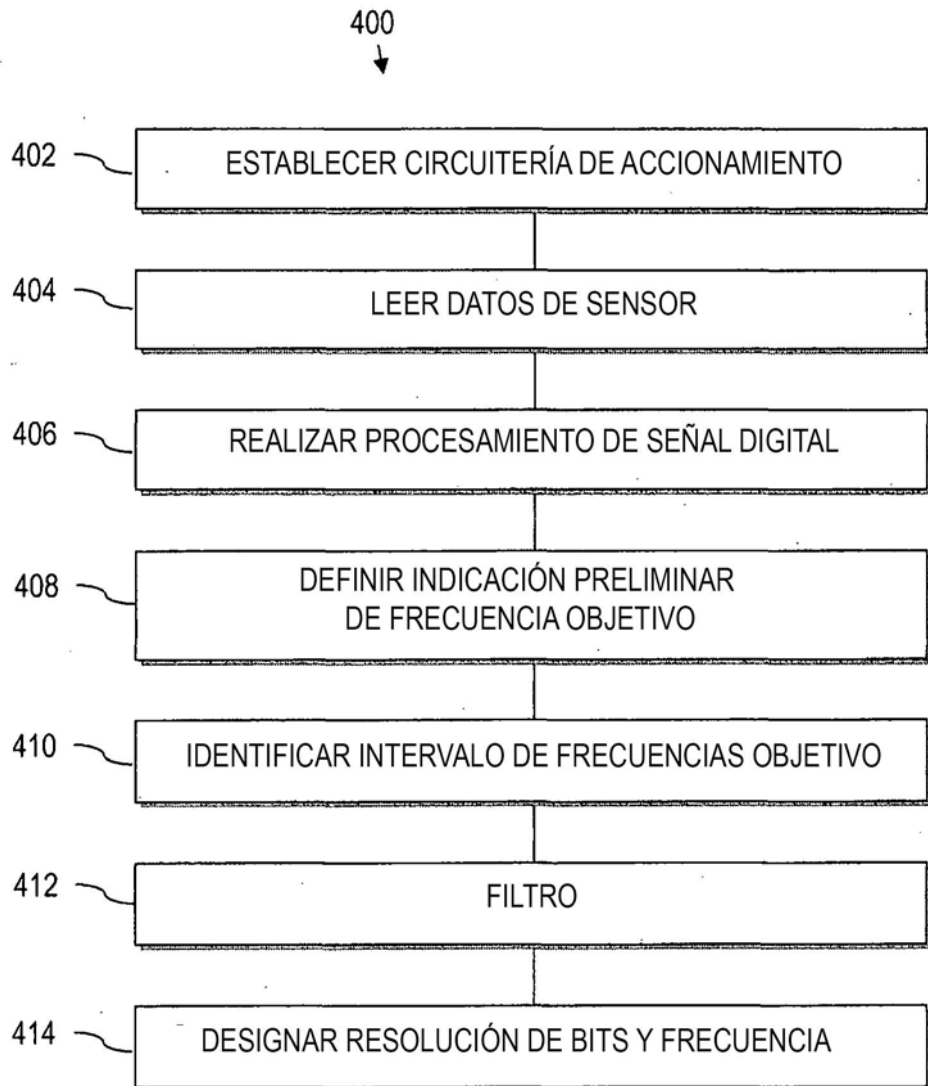 400
402 ESTABLECER CIRCUITERÍA DE ACCIONAMIENTO
404 LEER DATOS DE SENSOR
406 REALIZAR PROCESAMIENTO DE SEÑAL DIGITAL
408 DEFINIR INDICACIÓN PRELIMINAR
DE FRECUENCIA OBJETIVO
410 IDENTIFICAR INTERVALO DE FRECUENCIAS OBJETIVO
412 FILTRO
414 DESIGNAR RESOLUCIÓN DE BITS Y FRECUENCIA